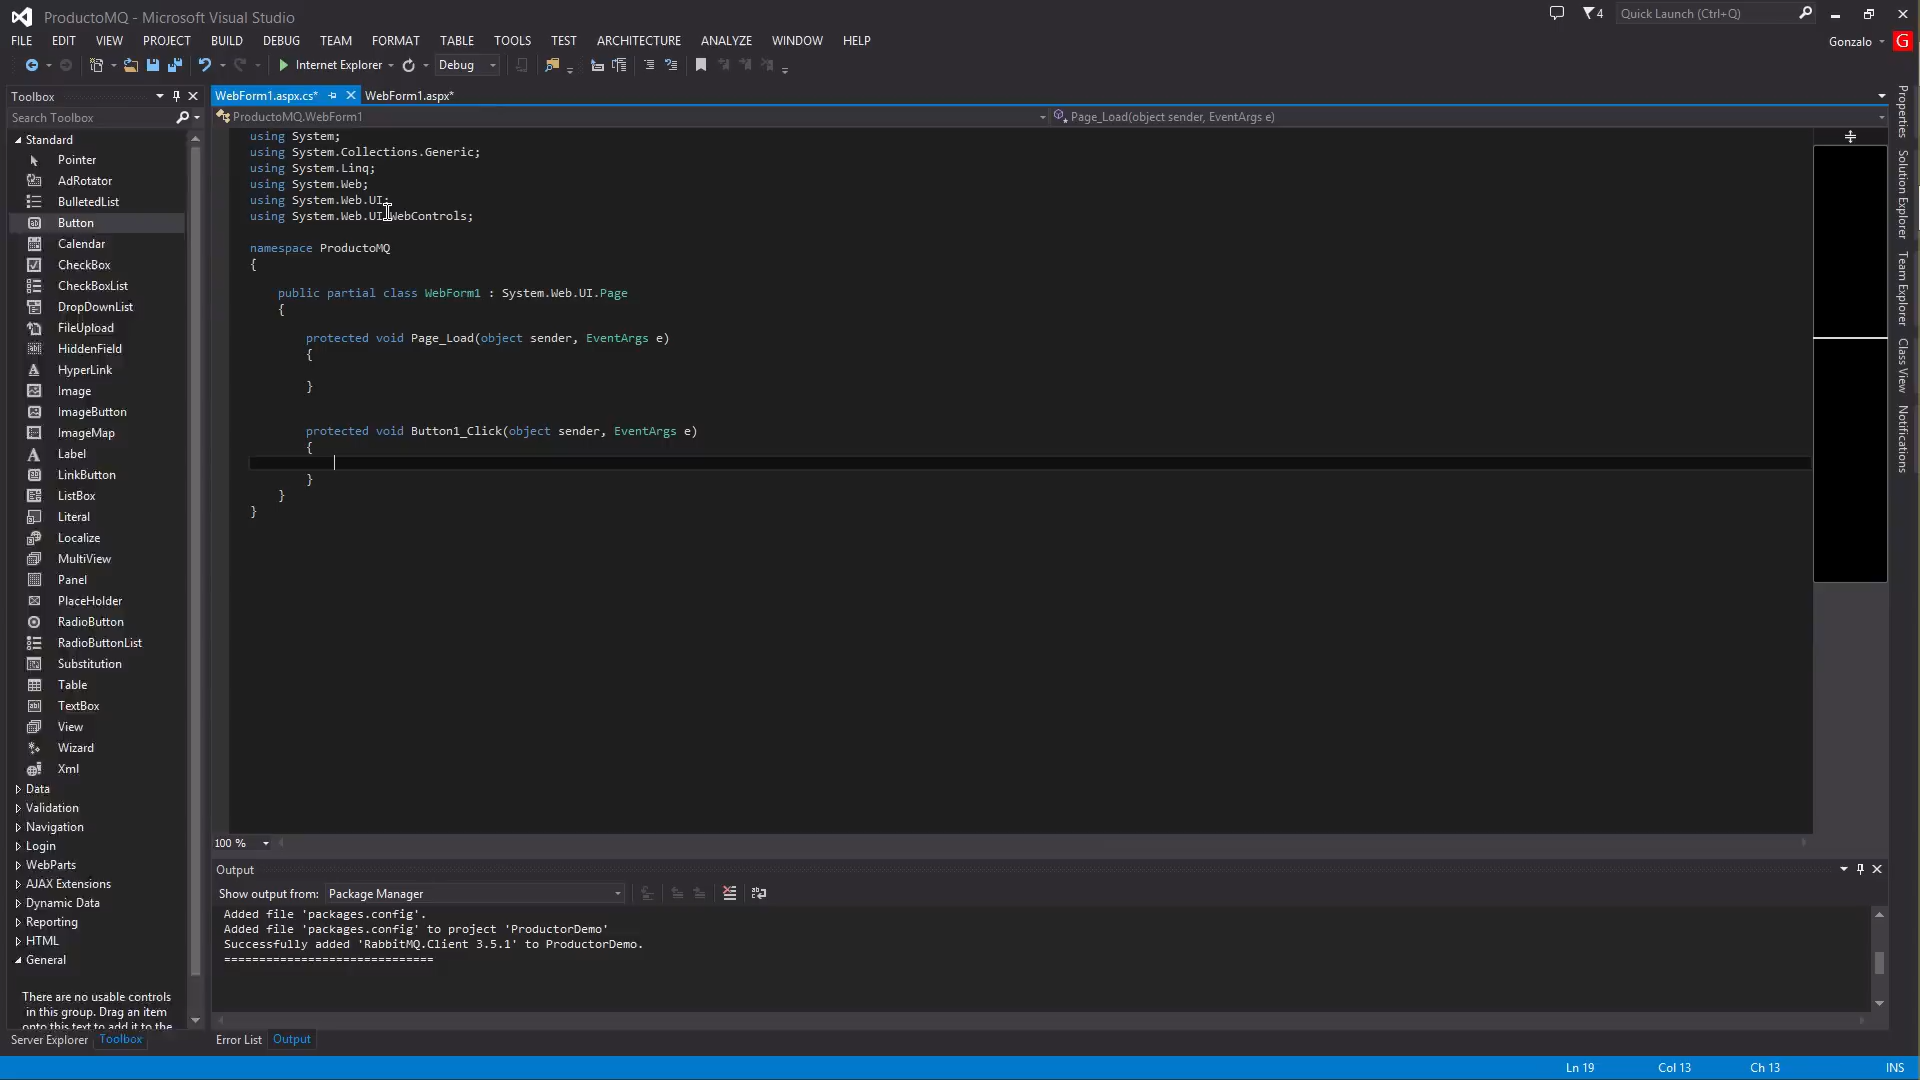 ProductoMQ - Microsoft Visual Studio
4
Quick Launch (Ctrl+Q)
FILE EDIT VIEW PROJECT BUILD DEBUG TEAM FORMAT TABLE TOOLS TEST ARCHITECTURE ANALYZE WINDOW HELP
Gonzalo
G
Internet Explorer
Debug
Toolbox
WebForm1.aspx.cs*
WebForm1.aspx*
Search Toolbox
ProductoMQ.WebForm1
Page_Load(object sender, EventArgs e)
Standard
Pointer
AdRotator
BulletedList
Button
Calendar
CheckBox
CheckBoxList
DropDownList
FileUpload
HiddenField
HyperLink
Image
ImageButton
ImageMap
Label
LinkButton
ListBox
Literal
Localize
MultiView
Panel
PlaceHolder
RadioButton
RadioButtonList
Substitution
Table
TextBox
View
Wizard
Xml
Data
Validation
Navigation
Login
WebParts
AJAX Extensions
Dynamic Data
Reporting
HTML
General
There are no usable controls
in this group. Drag an item
onto this text to add it to the
Server Explorer
Toolbox
using System;
using System.Collections.Generic;
using System.Linq;
using System.Web;
using System.Web.UI;
using System.Web.UI.WebControls;
namespace ProductoMQ
{
public partial class WebForm1 : System.Web.UI.Page
{
protected void Page_Load(object sender, EventArgs e)
{
}
protected void Button1_Click(object sender, EventArgs e)
{
}
}
}
100 %
Output
Show output from: Package Manager
Added file 'packages.config'.
Added file 'packages.config' to project 'ProductorDemo'
Successfully added 'RabbitMQ.Client 3.5.1' to ProductorDemo.
==============================
Error List
Output
Properties
Solution Explorer
Team Explorer
Class View
Notifications
Ln 19
Col 13
Ch 13
INS